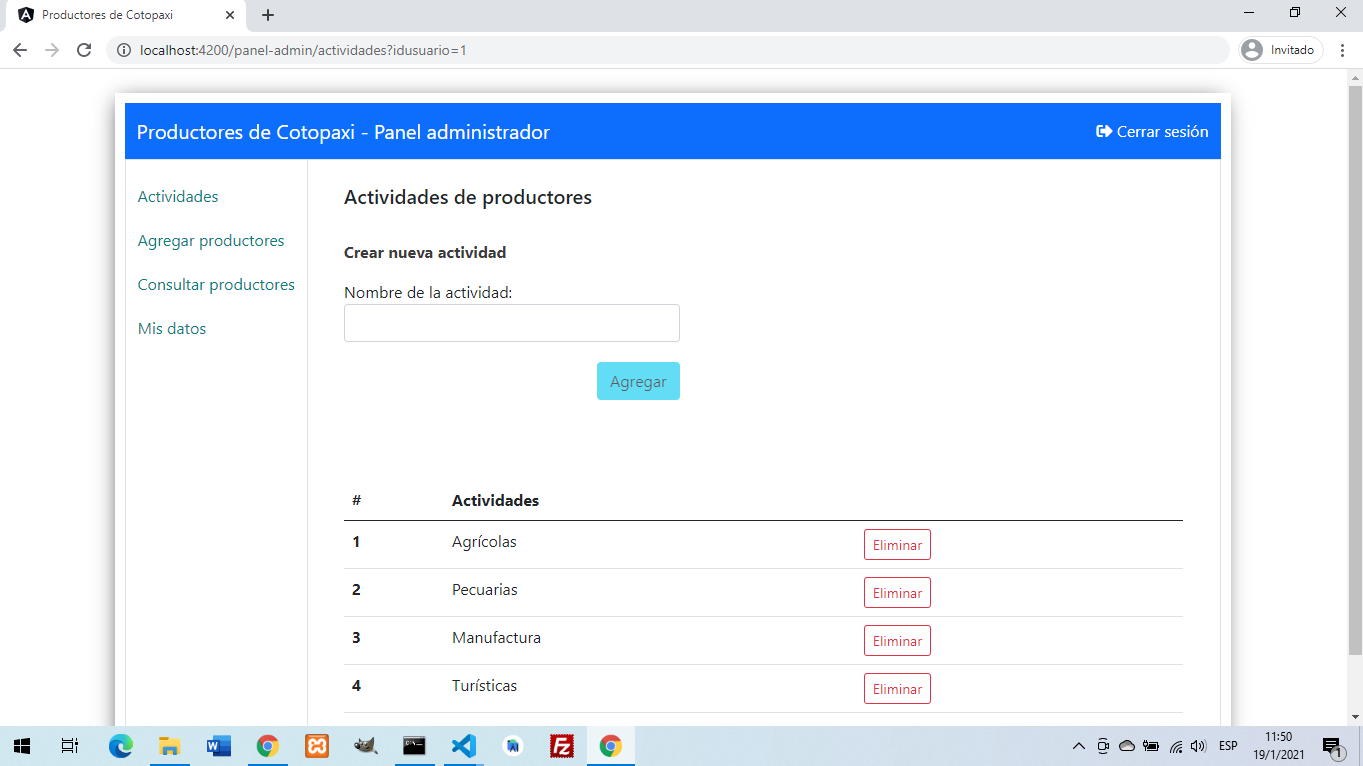 Productores de Cotopaxi
localhost:4200/panel-admin/actividades?idusuario=1
Invitado
Productores de Cotopaxi - Panel administrador
Cerrar sesión
Actividades
Agregar productores
Consultar productores
Mis datos
Actividades de productores
Crear nueva actividad
Nombre de la actividad:
Agregar
# Actividades
1 Agrícolas Eliminar
2 Pecuarias Eliminar
3 Manufactura Eliminar
4 Turísticas Eliminar
ESP
11:50
19/1/2021
1